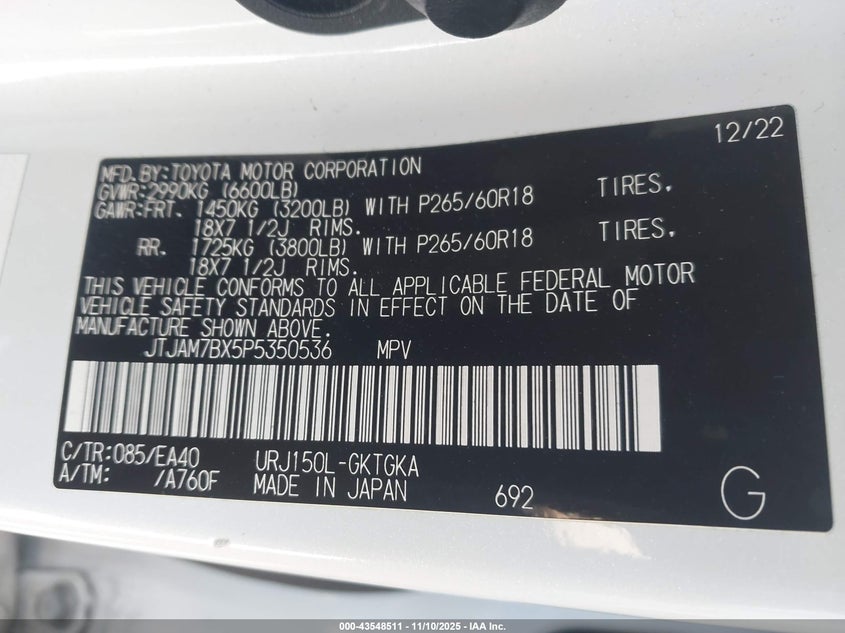 12/22
MFD.BY:TOYOTA MOTOR CORPORATION
GVWR:2990KG (6600LB)
GAWR:FRT. 1450KG (3200LB) WITH P265/60R18 TIRES.
18X7 1/2J RIMS.
RR. 1725KG (3800LB) WITH P265/60R18 TIRES.
18X7 1/2J RIMS.
THIS VEHICLE CONFORMS TO ALL APPLICABLE FEDERAL MOTOR
VEHICLE SAFETY STANDARDS IN EFFECT ON THE DATE OF
MANUFACTURE SHOWN ABOVE.
JTJAM7BX5P5350536 MPV
C/TR:085/EA40 URJ150L-GKTGKA
A/TM: /A760F MADE IN JAPAN 692 G
000-43548511 - 11/10/2025 - IAA Inc.